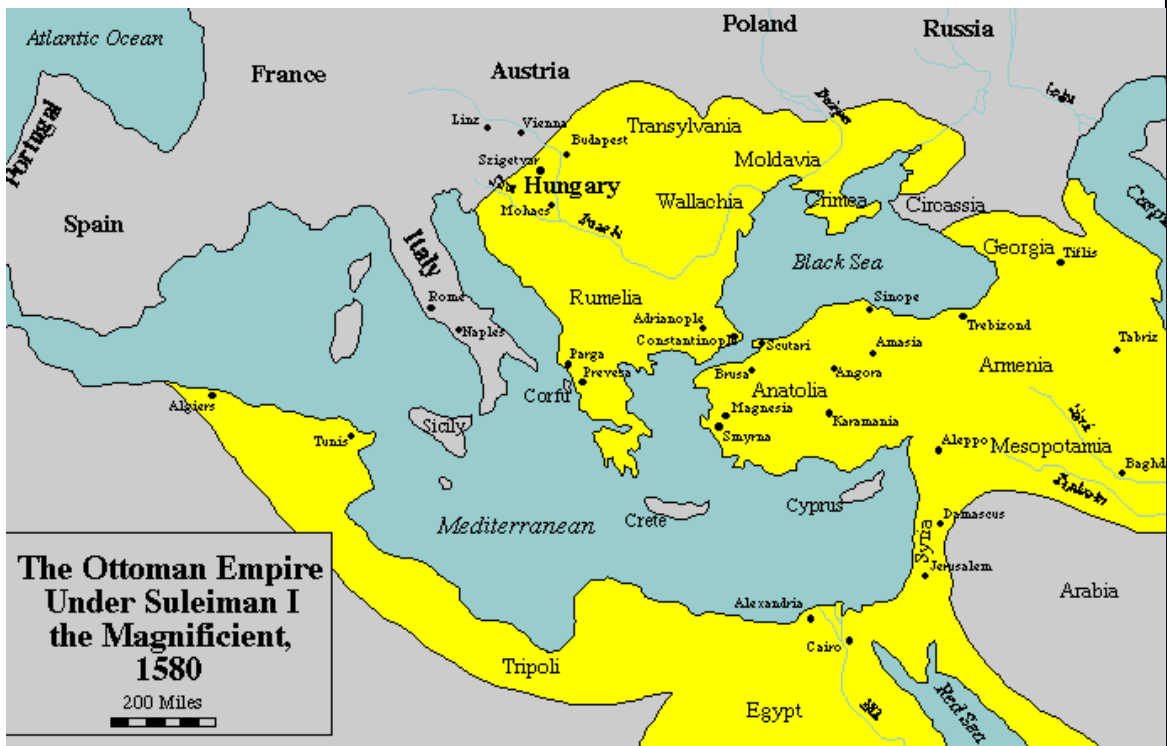 Poland
Russia
Atlantic Ocean
France
Austria
Portugal
Linz
Vienna
Transylvania
Budapest
Szigetvar
Moldavia
Hungary
Wallachia
Crimea
Circassia
Mohacs
Spain
Italy
Georgia
Tiflis
Black Sea
Rome
Rumelia
Sinope
Adrianople
Constantinople
Scutari
Trebizond
Naples
Amasia
Tabriz
Parga
Prevesa
Brusa
Angora
Armenia
Anatolia
Corfu
Algiers
Magnesia
Karamania
Sicily
Smyrna
Tunis
Aleppo
Mesopotamia
Baghd
Cyprus
Crete
Mediterranean
Damascus
Syria
Jerusalem
Arabia
The Ottoman Empire
Under Suleiman I
the Magnificient,
1580
200 Miles
Alexandria
Cairo
Tripoli
Egypt
Red Sea